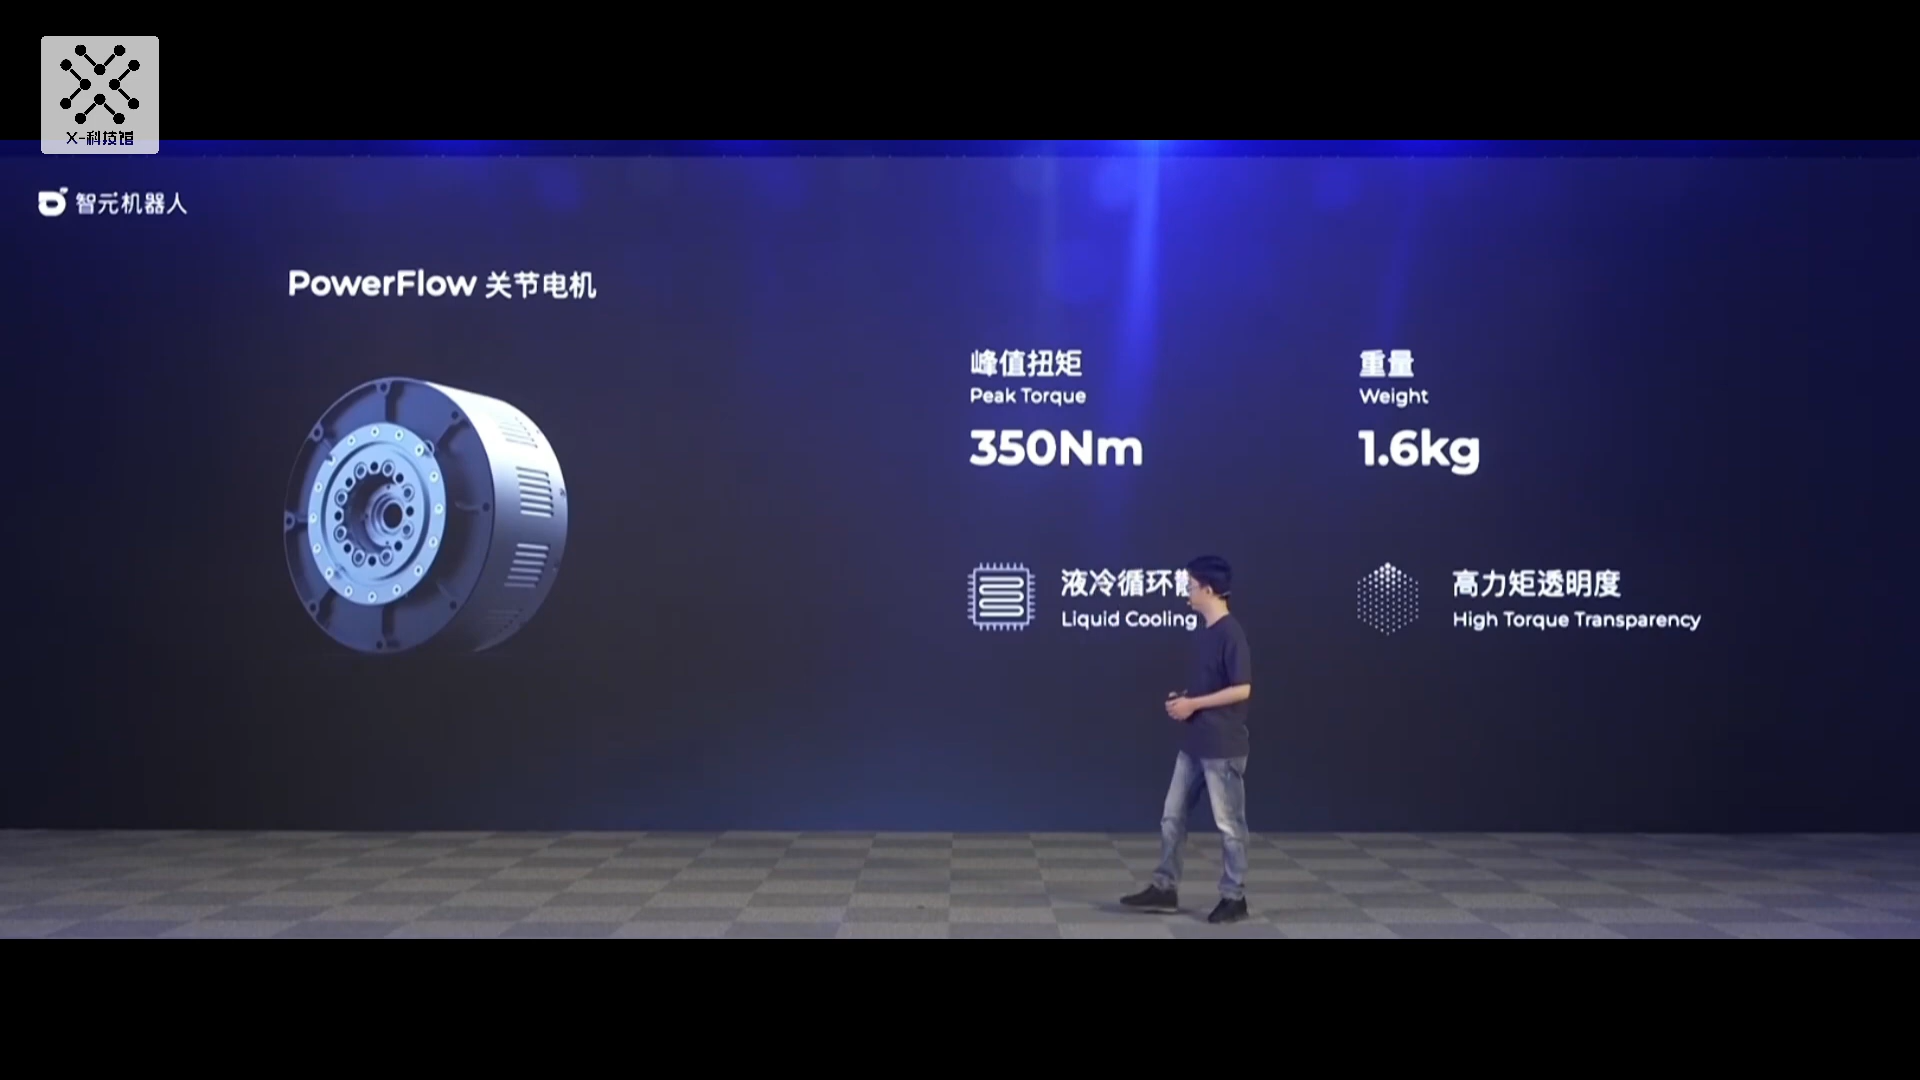 X-科技馆
智元机器人
PowerFlow 关节电机
峰值扭矩
Peak Torque
350Nm
重量
Weight
1.6kg
液冷循环
Liquid Cooling
高力矩透明度
High Torque Transparency